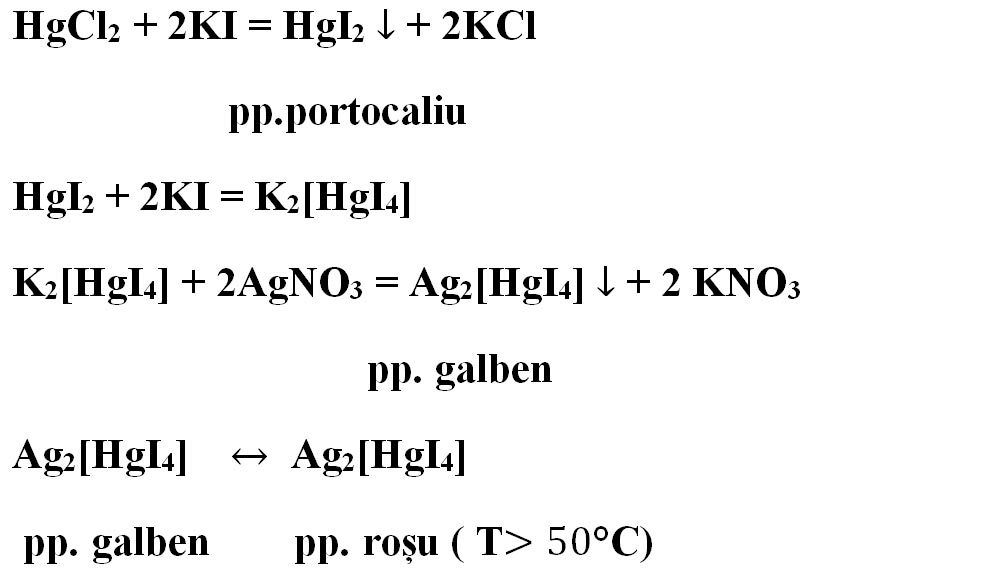 HgCl₂ + 2KI = HgI₂ ↓ + 2KCl
pp.portocaliu
HgI₂ + 2KI = K₂[HgI₄]
K₂[HgI₄] + 2AgNO₃ = Ag₂[HgI₄] ↓ + 2 KNO₃
pp. galben
Ag₂[HgI₄] ↔ Ag₂[HgI₄]
pp. galben pp. roșu ( T> 50°C)